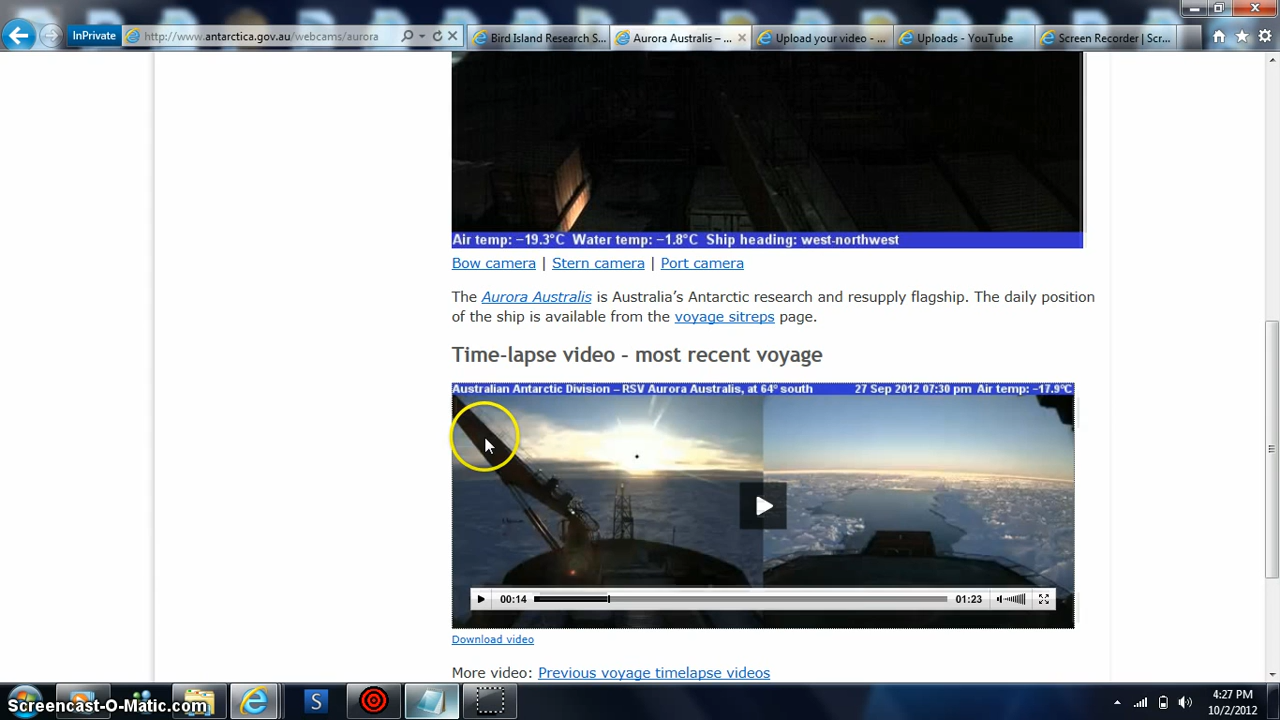 InPrivate
http://www.antarctica.gov.au/webcams/aurora
Bird Island Research S...
Aurora Australis – ...
Upload your video - ...
Uploads - YouTube
Screen Recorder | Scr...
Air temp: −19.3°C Water temp: −1.8°C Ship heading: west-northwest
Bow camera | Stern camera | Port camera
The Aurora Australis is Australia's Antarctic research and resupply flagship. The daily position
of the ship is available from the voyage sitreps page.
Time-lapse video - most recent voyage
Australian Antarctic Division – RSV Aurora Australis, at 64° south 27 Sep 2012 07:30 pm Air temp: −17.9°C
00:14 01:23
Download video
More video: Previous voyage timelapse videos
Screencast-O-Matic.com
S
4:27 PM
10/2/2012